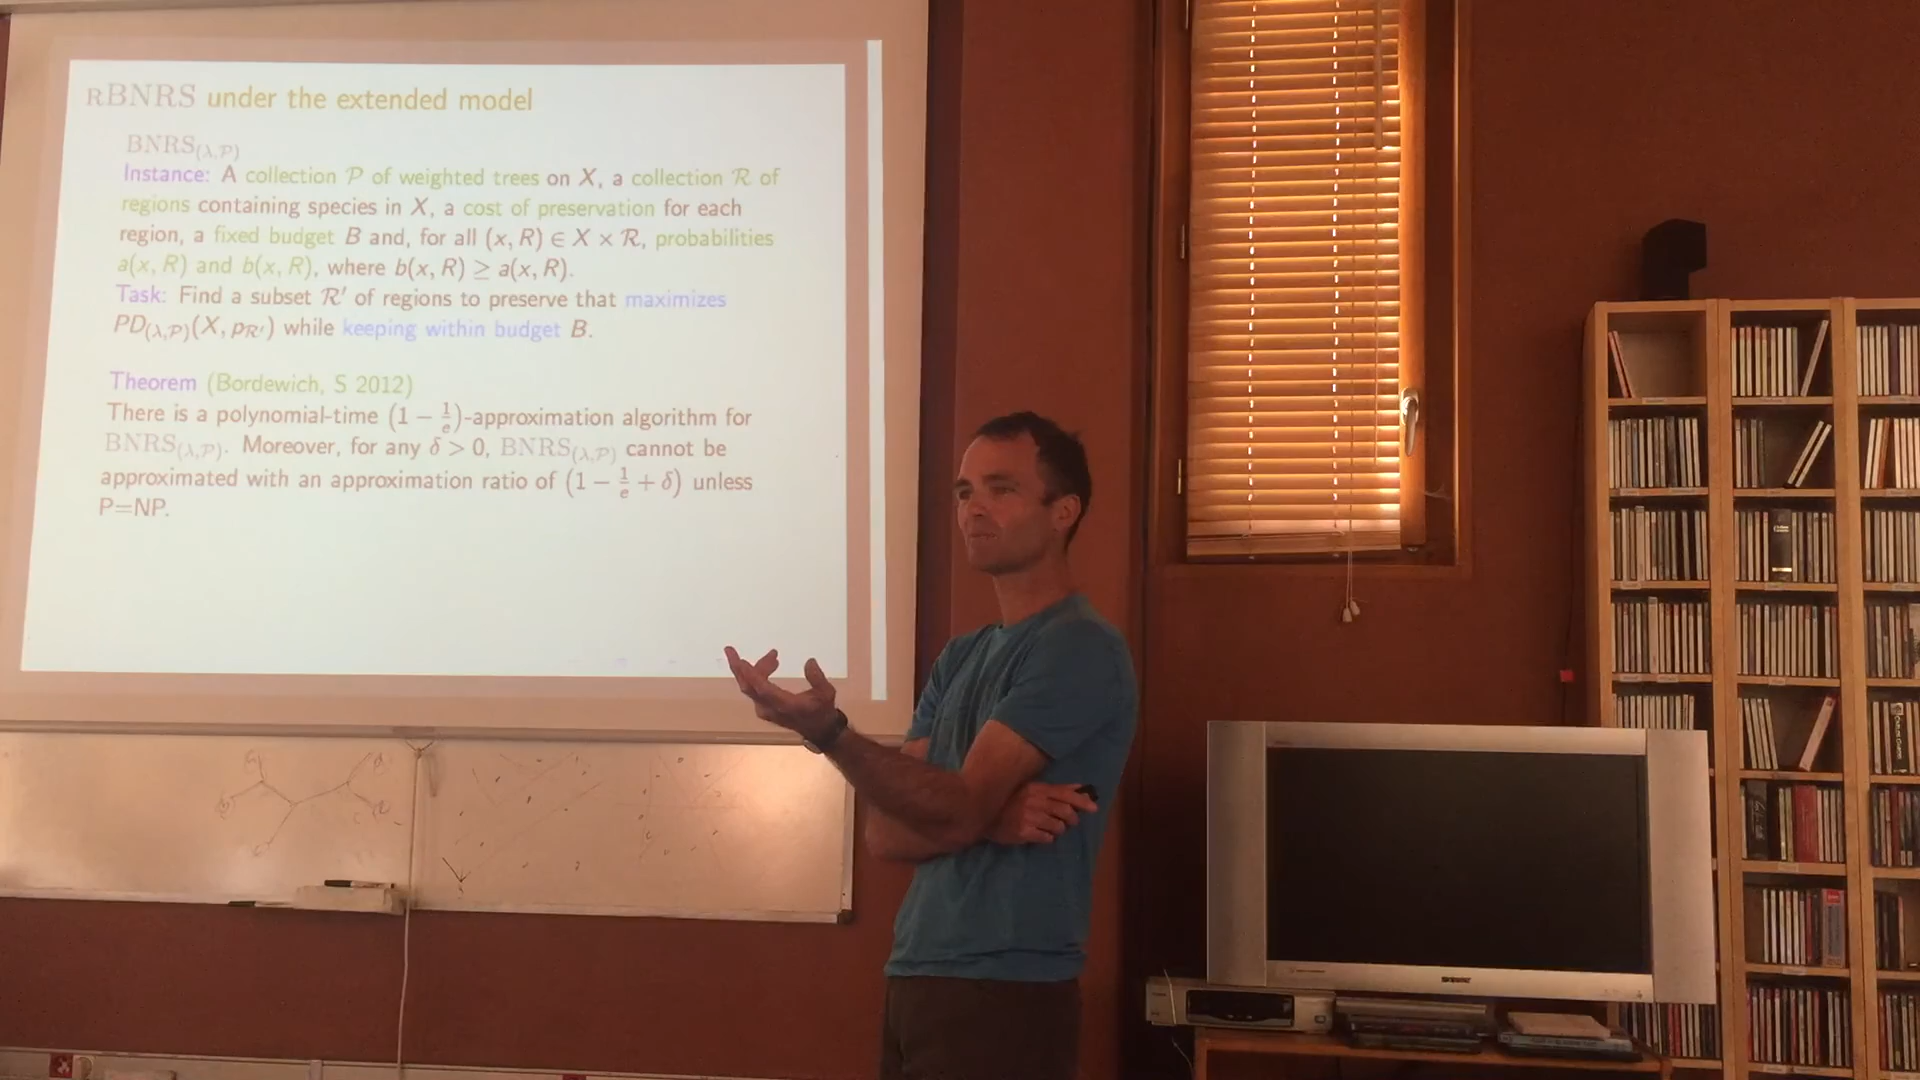 RBNRS under the extended model
BNRS(λ,𝒫)
Instance: A collection 𝒫 of weighted trees on X, a collection ℛ of
regions containing species in X, a cost of preservation for each
region, a fixed budget B and, for all (x, R) ∈ X × ℛ, probabilities
a(x, R) and b(x, R), where b(x, R) ≥ a(x, R).
Task: Find a subset ℛ′ of regions to preserve that maximizes
PD(λ,𝒫)(X, pℛ′) while keeping within budget B.
Theorem (Bordewich, S 2012)
There is a polynomial-time (1 − 1/e)-approximation algorithm for
BNRS(λ,𝒫). Moreover, for any δ > 0, BNRS(λ,𝒫) cannot be
approximated with an approximation ratio of (1 − 1/e + δ) unless
P=NP.